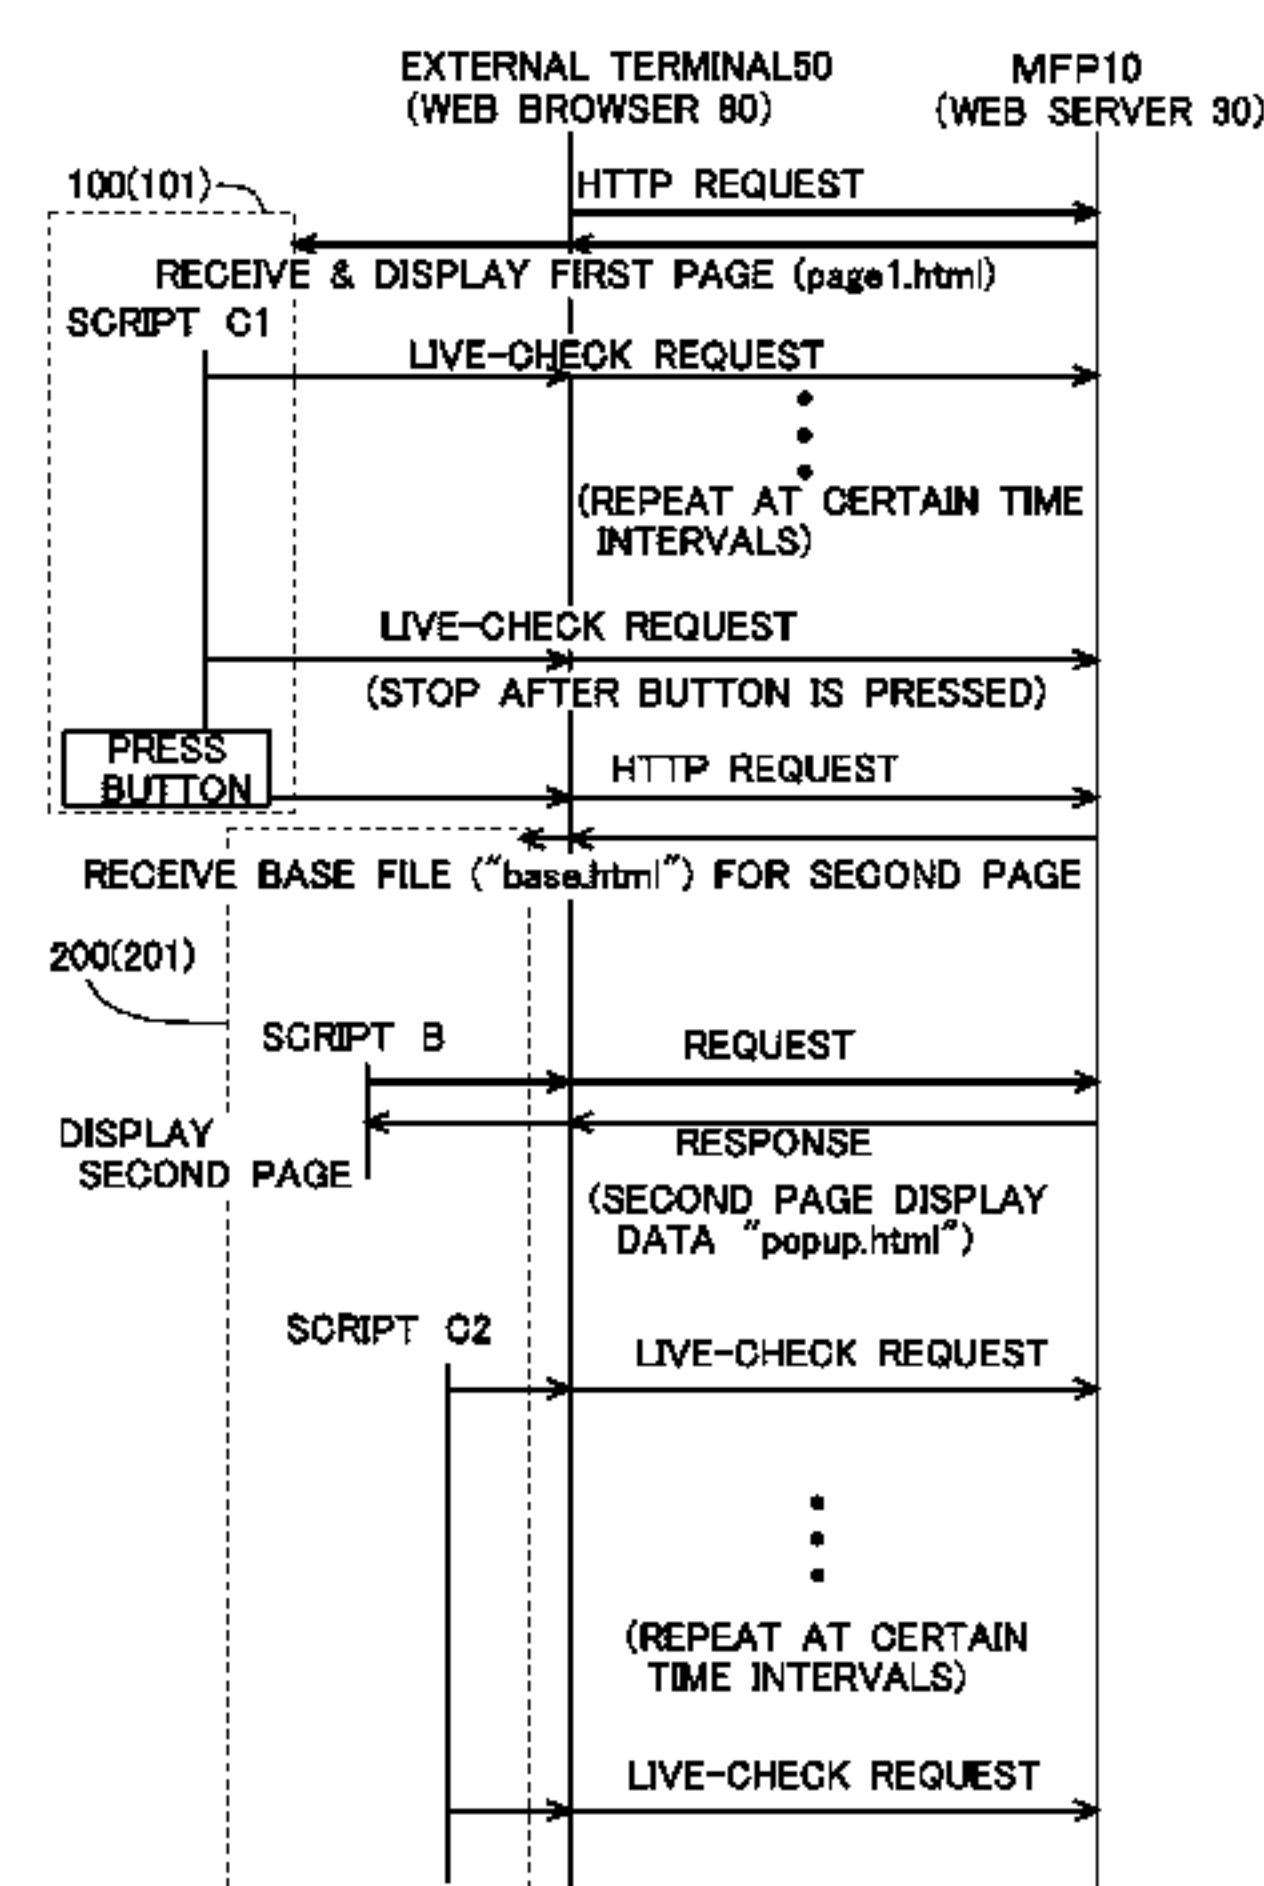 EXTERNAL TERMINAL50
(WEB BROWSER 80)
MFP10
(WEB SERVER 30)
100(101)
HTTP REQUEST
RECEIVE & DISPLAY FIRST PAGE (page1.html)
SCRIPT C1
LIVE-CHECK REQUEST
(REPEAT AT CERTAIN TIME
INTERVALS)
LIVE-CHECK REQUEST
(STOP AFTER BUTTON IS PRESSED)
PRESS
BUTTON
HTTP REQUEST
RECEIVE BASE FILE ("base.html") FOR SECOND PAGE
200(201)
SCRIPT B
REQUEST
DISPLAY
SECOND PAGE
RESPONSE
(SECOND PAGE DISPLAY
DATA "popup.html")
SCRIPT C2
LIVE-CHECK REQUEST
(REPEAT AT CERTAIN
TIME INTERVALS)
LIVE-CHECK REQUEST